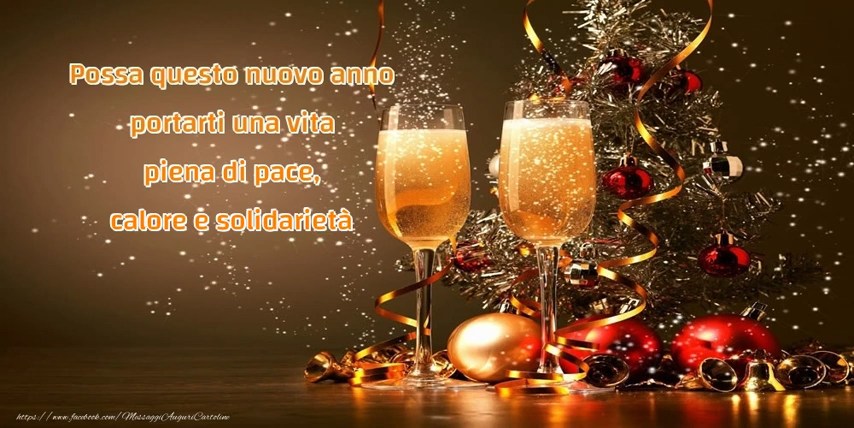 Possa questo nuovo anno
portarti una vita
piena di pace,
calore e solidarietà
https://www.facebook.com/MessaggiAuguriCartoline